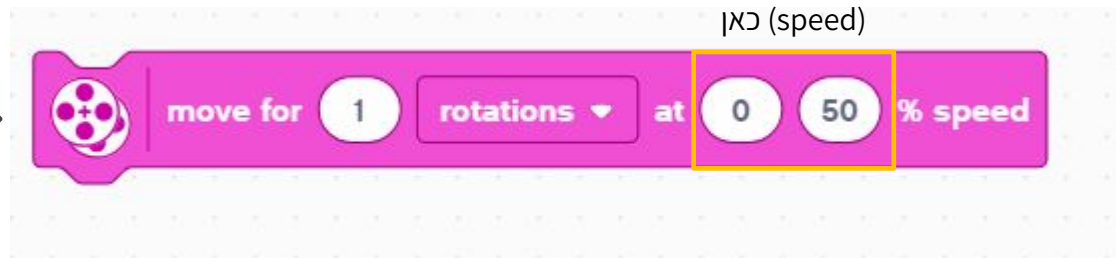 כאן (speed)
move for 1 rotations at 0 50 % speed